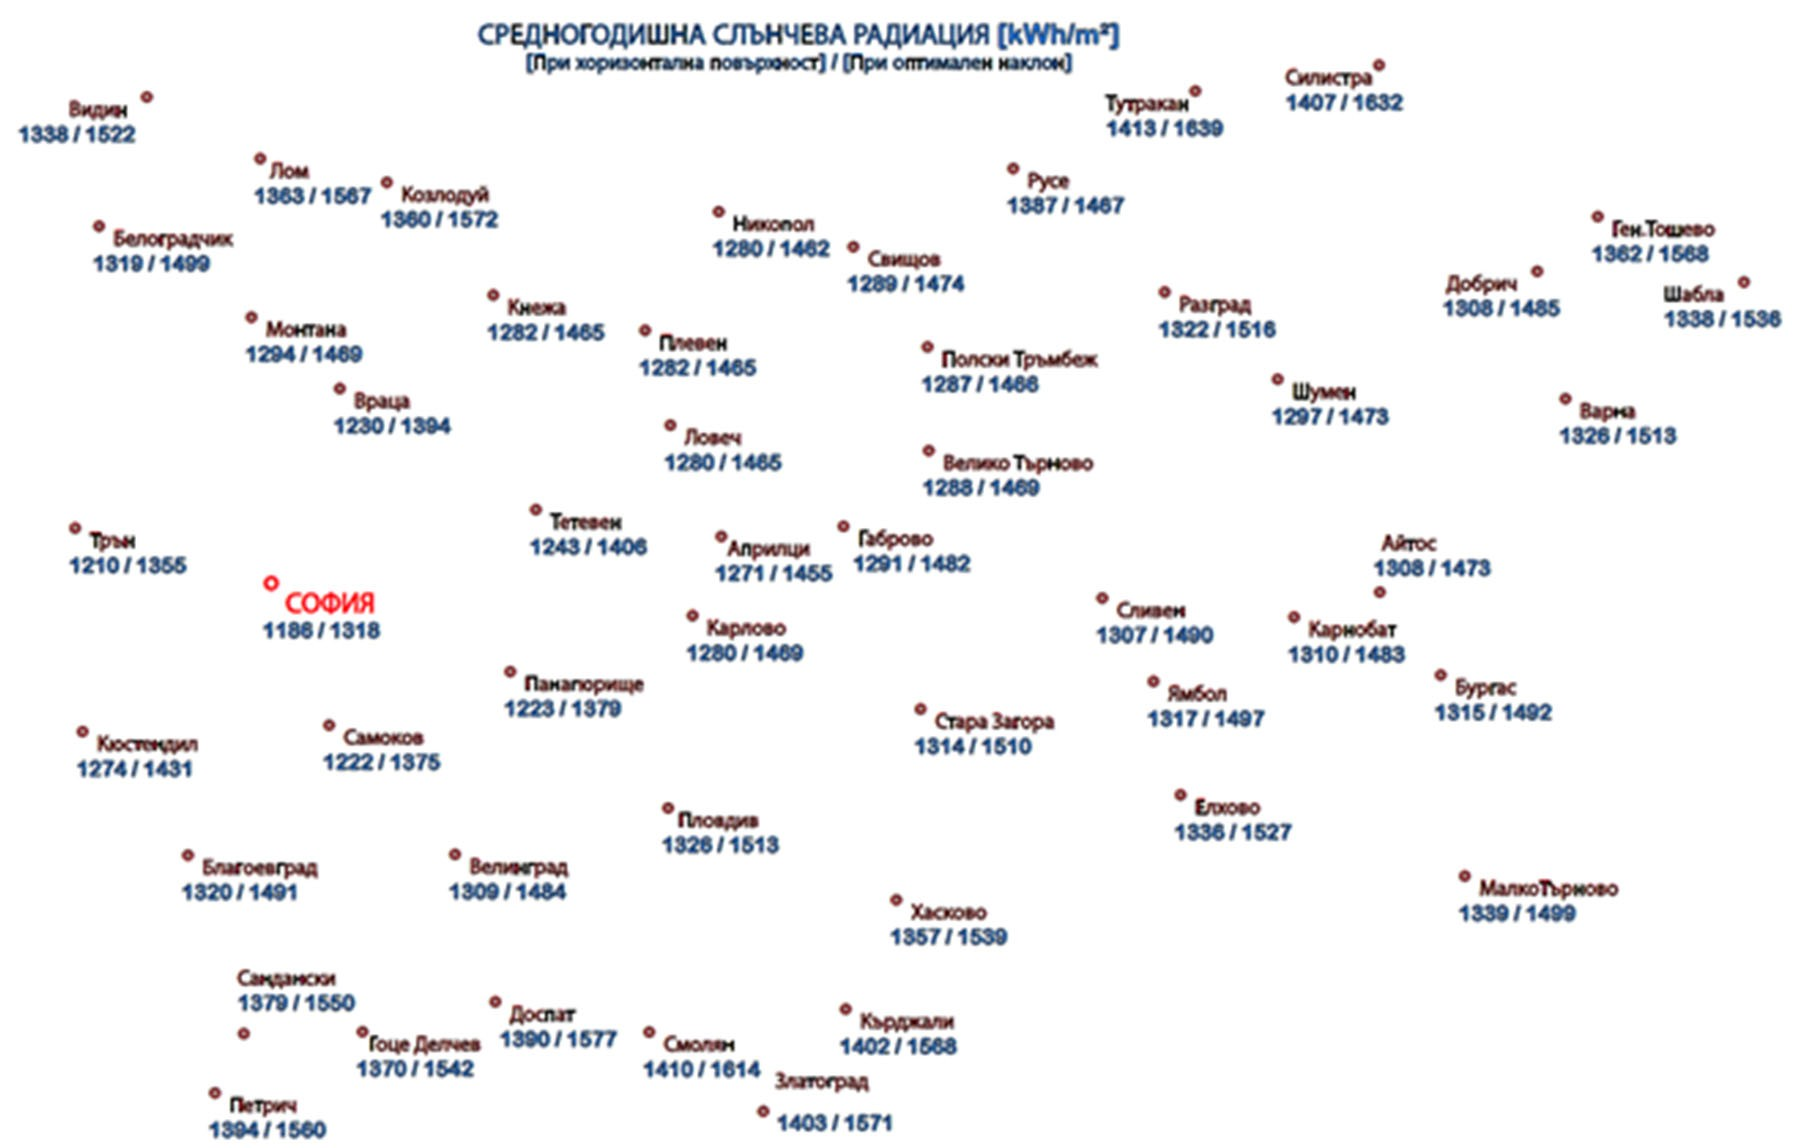 СРЕДНОГОДИШНА СЛЪНЧЕВА РАДИАЦИЯ [kWh/m²]
[При хоризонтална повърхност] / [При оптимален наклон]
Силистра
1407 / 1632
Тутракан
1413 / 1639
Видин
1338 / 1522
Лом
1363 / 1567
Козлодуй
1360 / 1572
Русе
1387 / 1467
Белоградчик
1319 / 1499
Никопол
1280 / 1462
Свищов
1289 / 1474
Ген.Тошево
1362 / 1568
Добрич
1308 / 1485
Шабла
1338 / 1536
Кнежа
1282 / 1465
Разград
1322 / 1516
Монтана
1294 / 1469
Плевен
1282 / 1465
Полски Тръмбеж
1287 / 1466
Шумен
1297 / 1473
Враца
1230 / 1394
Варна
1326 / 1513
Ловеч
1280 / 1465
Велико Търново
1288 / 1469
Тетевен
1243 / 1406
Трън
1210 / 1355
Априлци
1271 / 1455
Габрово
1291 / 1482
Айтос
1308 / 1473
СОФИЯ
1186 / 1318
Сливен
1307 / 1490
Карлово
1280 / 1469
Карнобат
1310 / 1483
Панагюрище
1223 / 1379
Ямбол
1317 / 1497
Бургас
1315 / 1492
Стара Загора
1314 / 1510
Кюстендил
1274 / 1431
Самоков
1222 / 1375
Елхово
1336 / 1527
Пловдив
1326 / 1513
Благоевград
1320 / 1491
Велинград
1309 / 1484
МалкоТърново
1339 / 1499
Хасково
1357 / 1539
Сандански
1379 / 1550
Доспат
1390 / 1577
Кърджали
1402 / 1568
Гоце Делчев
1370 / 1542
Смолян
1410 / 1614
Златоград
1403 / 1571
Петрич
1394 / 1560